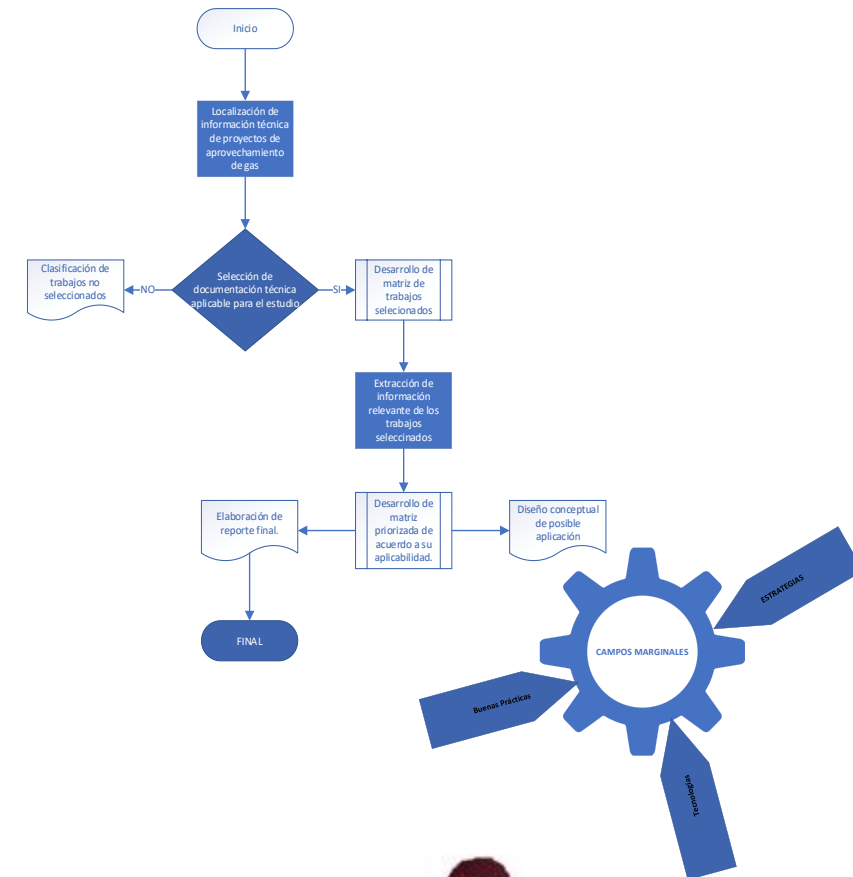 Inicio
Localización de
información técnica
de proyectos de
aprovechamiento
de gas
Selección de
documentación técnica
aplicable para el estudio
NO
SI
Clasificación de
trabajos no
seleccionados
Desarrollo de
matriz de
trabajos
selecionados
Extracción de
información
relevante de los
trabajos
seleccinados
Desarrollo de
matriz
priorizada de
acuerdo a su
aplicabilidad.
Elaboración de
reporte final.
Diseño conceptual
de posible
aplicación
FINAL
ESTRATEGIAS
CAMPOS MARGINALES
Buenas Prácticas
Tecnologías